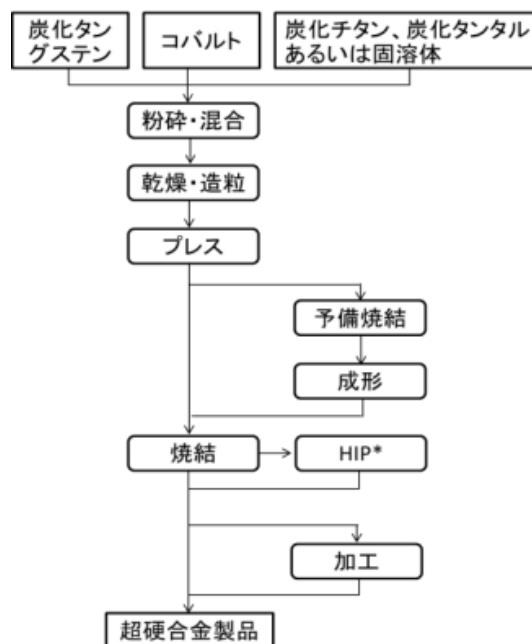 炭化タン
グステン
コバルト
炭化チタン、炭化タンタル
あるいは固溶体
粉砕・混合
乾燥・造粒
プレス
予備焼結
成形
焼結
HIP*
加工
超硬合金製品